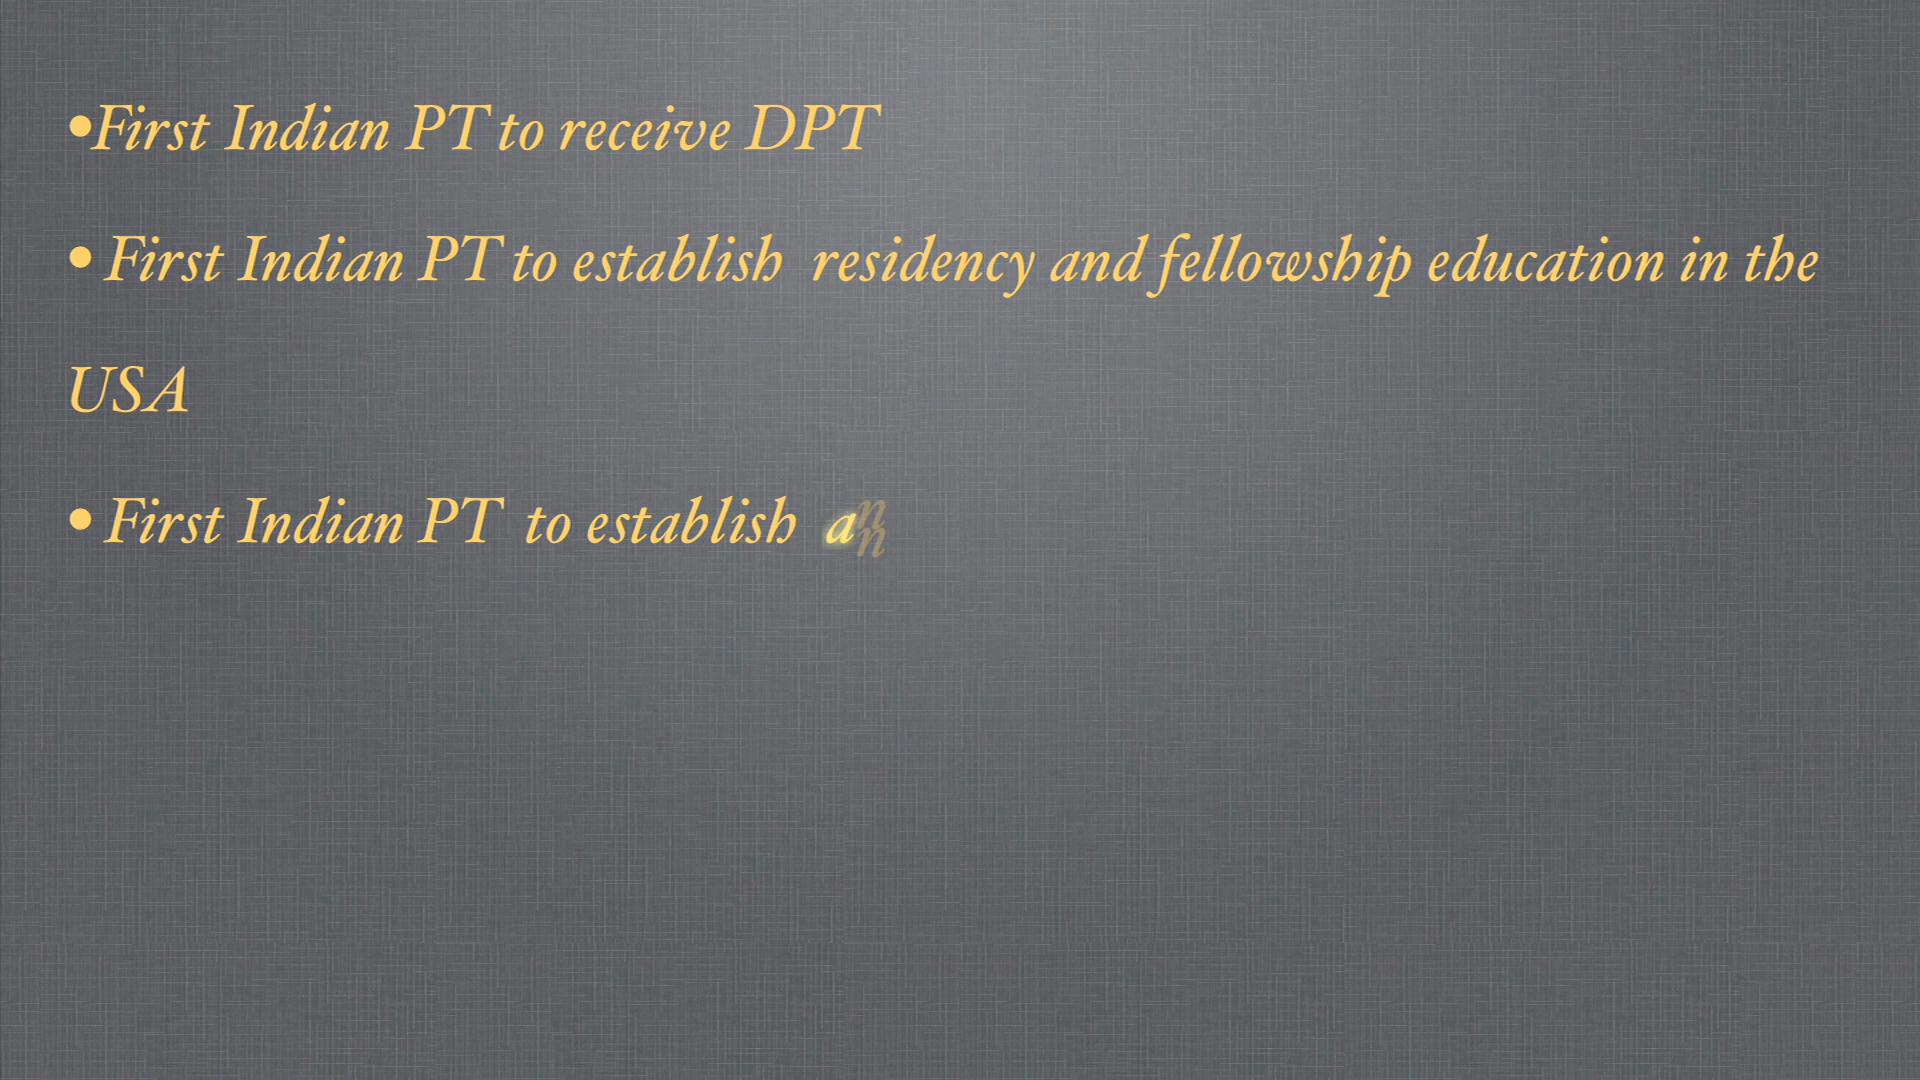 •First Indian PT to receive DPT
• First Indian PT to establish residency and fellowship education in the
USA
• First Indian PT to establish an